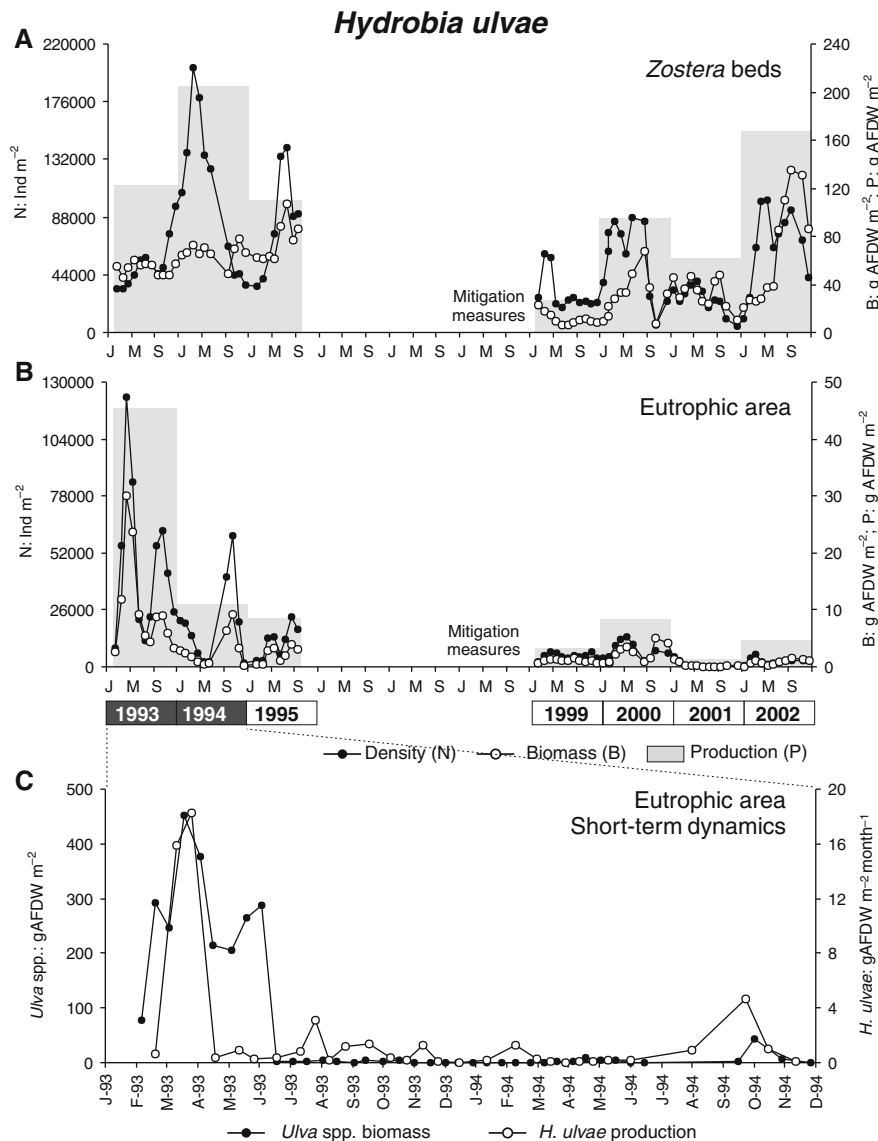 Hydrobia ulvae
A
Zostera beds
N: Ind m⁻²
220000
176000
132000
88000
44000
0
240
200
160
120
80
40
0
B: g AFDW m⁻²; P: g AFDW m⁻²
Mitigation
measures
J M S J M S J M S J M S J M S J M S J M S J M S J M S J M S
B
Eutrophic area
N: Ind m⁻²
130000
104000
78000
52000
26000
0
50
40
30
20
10
0
B: g AFDW m⁻²; P: g AFDW m⁻²
Mitigation
measures
J M S J M S J M S J M S J M S J M S J M S J M S J M S J M S
1993 1994 1995 1999 2000 2001 2002
Density (N) Biomass (B) Production (P)
C
Eutrophic area
Short-term dynamics
Ulva spp.: gAFDW m⁻²
500
400
300
200
100
0
20
16
12
8
4
0
H. ulvae: gAFDW m⁻² month⁻¹
J-93 F-93 M-93 A-93 M-93 J-93 J-93 A-93 S-93 O-93 N-93 D-93 J-94 F-94 M-94 A-94 M-94 J-94 J-94 A-94 S-94 O-94 N-94 D-94
Ulva spp. biomass H. ulvae production